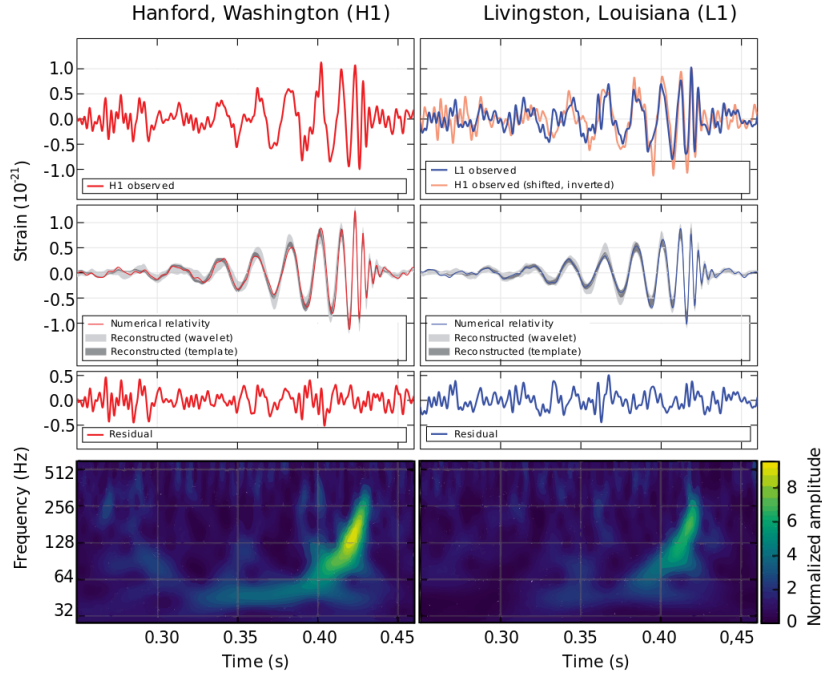 Hanford, Washington (H1)
Livingston, Louisiana (L1)
Strain (10⁻²¹)
1.0
0.5
0.0
-0.5
-1.0
H1 observed
L1 observed
H1 observed (shifted, inverted)
1.0
0.5
0.0
-0.5
-1.0
Numerical relativity
Reconstructed (wavelet)
Reconstructed (template)
Numerical relativity
Reconstructed (wavelet)
Reconstructed (template)
0.5
0.0
-0.5
Residual
Residual
Frequency (Hz)
512
256
128
64
32
0.30 0.35 0.40 0.45
Time (s)
0.30 0.35 0.40 0,45
Time (s)
8
6
4
2
0
Normalized amplitude